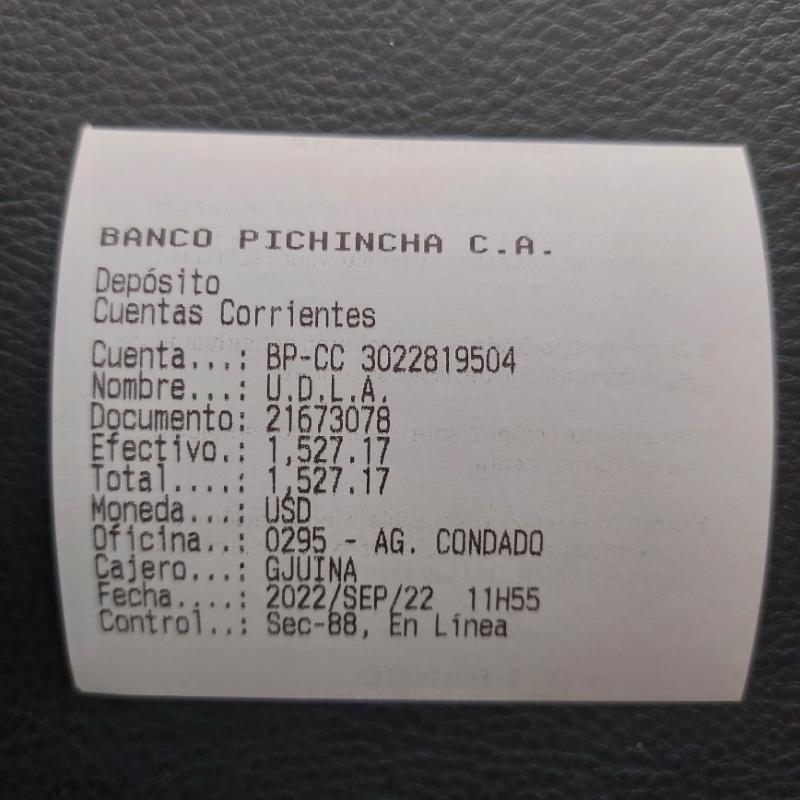 BANCO PICHINCHA C.A.
Depósito
Cuentas Corrientes
Cuenta...: BP-CC 3022819504
Nombre...: U.D.L.A.
Documento: 21673078
Efectivo.: 1,527.17
Total....: 1,527.17
Moneda...: USD
Oficina..: 0295 - AG. CONDADO
Cajero...: GJUINA
Fecha....: 2022/SEP/22 11H55
Control..: Sec-88, En Línea